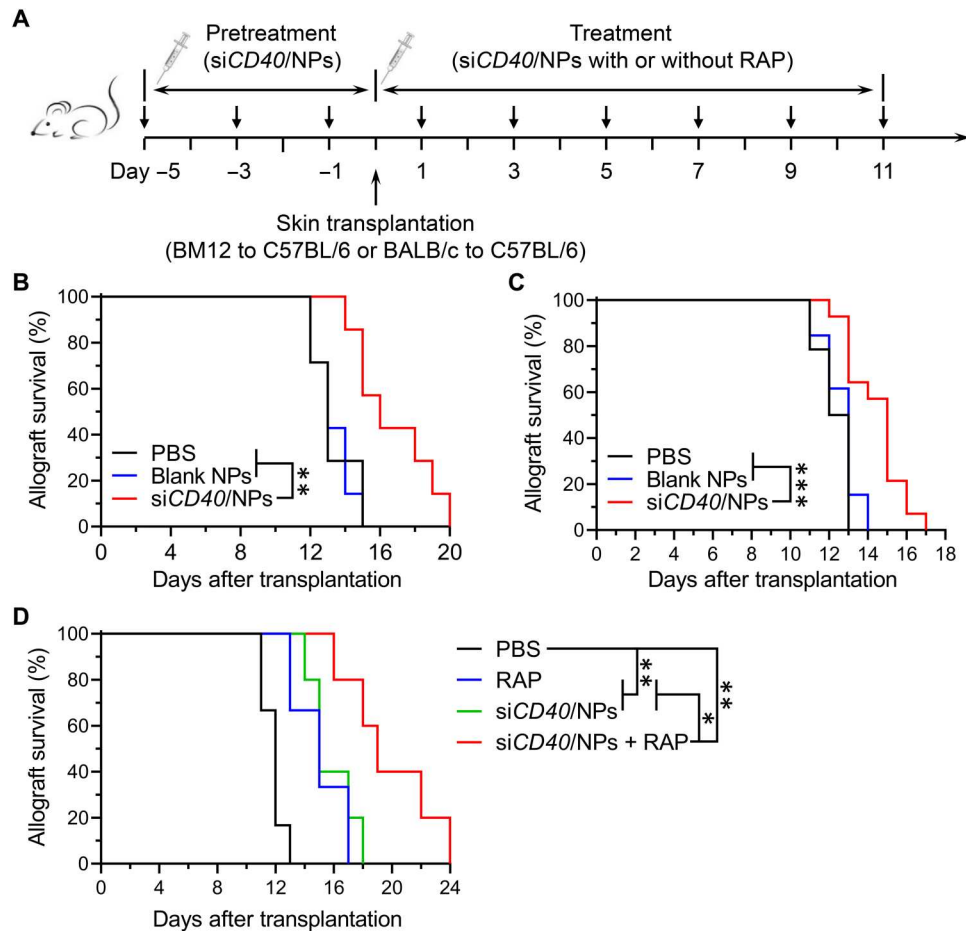 A
Pretreatment
(siCD40/NPs)
Treatment
(siCD40/NPs with or without RAP)
Day –5 –3 –1 1 3 5 7 9 11
Skin transplantation
(BM12 to C57BL/6 or BALB/c to C57BL/6)
B
Allograft survival (%)
100
80
60
40
20
0
PBS
Blank NPs
siCD40/NPs
**
0 4 8 12 16 20
Days after transplantation
C
Allograft survival (%)
100
80
60
40
20
0
PBS
Blank NPs
siCD40/NPs
***
0 2 4 6 8 10 12 14 16 18
Days after transplantation
D
Allograft survival (%)
100
80
60
40
20
0
0 4 8 12 16 20 24
Days after transplantation
PBS
RAP
siCD40/NPs
siCD40/NPs + RAP
**
*
**